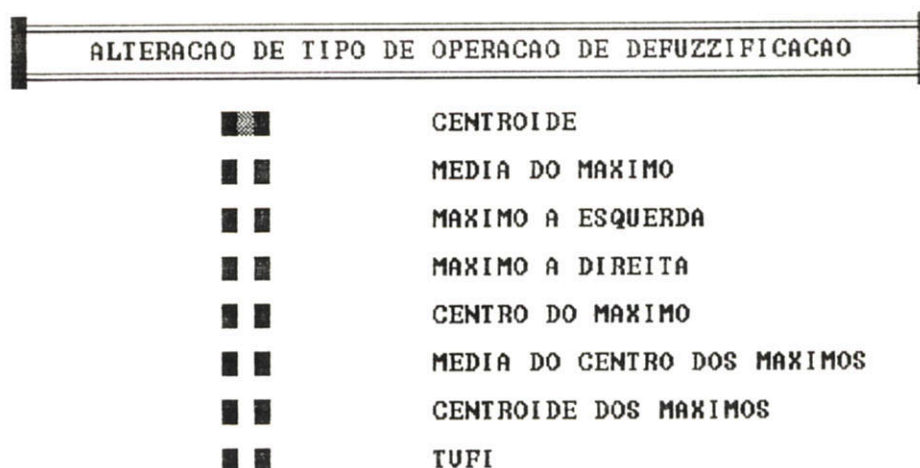 ALTERACAO DE TIPO DE OPERACAO DE DEFUZZIFICACAO
CENTROIDE
MEDIA DO MAXIMO
MAXIMO A ESQUERDA
MAXIMO A DIREITA
CENTRO DO MAXIMO
MEDIA DO CENTRO DOS MAXIMOS
CENTROIDE DOS MAXIMOS
TVFI